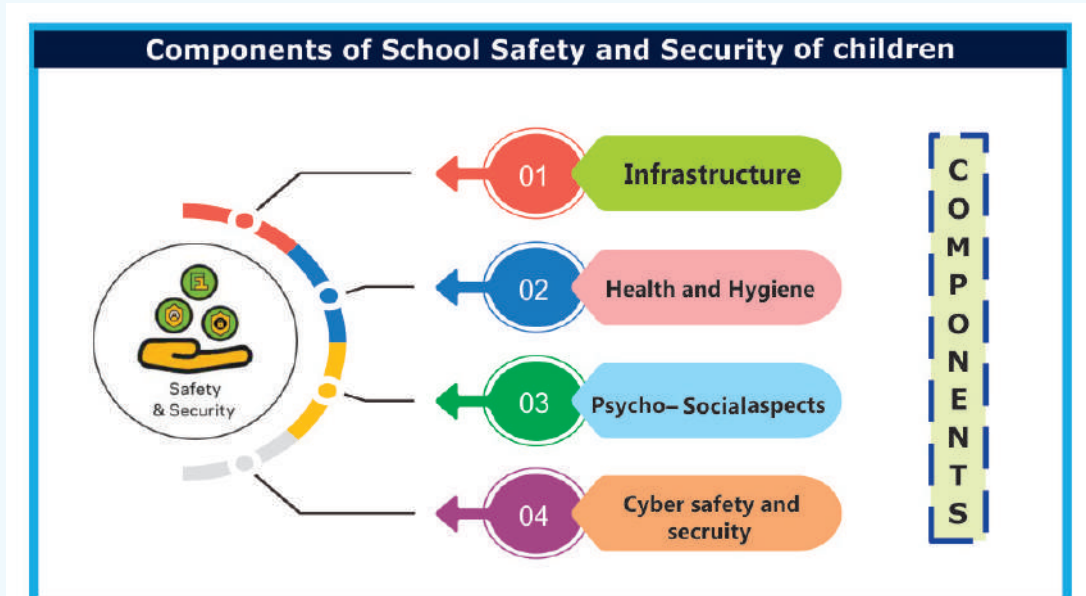 Components of School Safety and Security of children
01
Infrastructure
02
Health and Hygiene
03
Psycho–Socialaspects
04
Cyber safety and
secruity
Safety
& Security
COMPONENTS